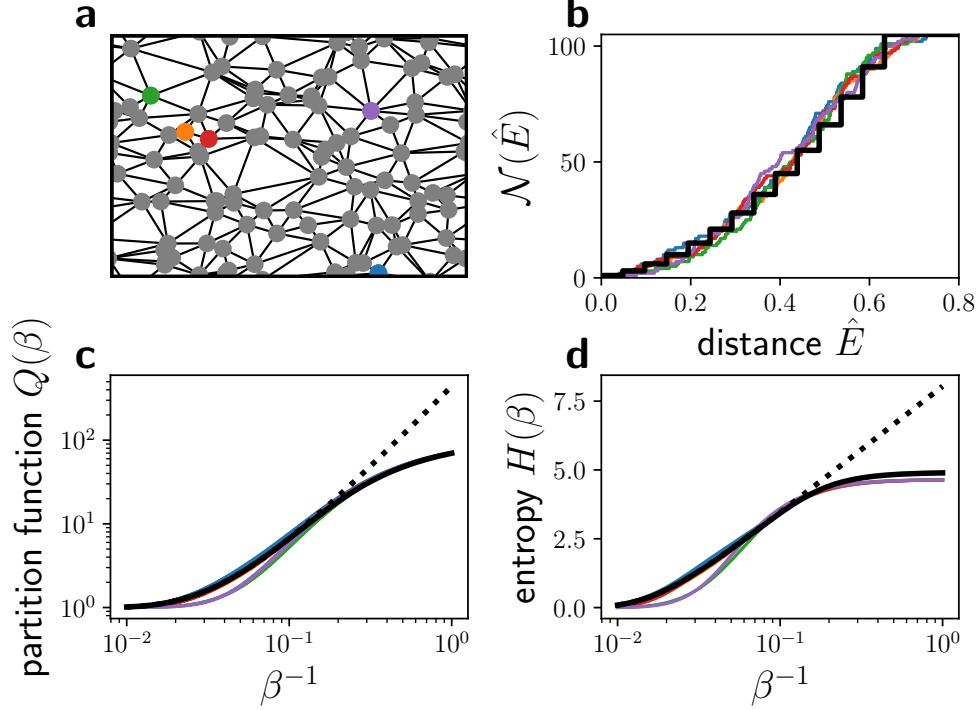 a
b
100
50
0
𝒩(Ê)
0.0 0.2 0.4 0.6 0.8
distance Ê
c
d
partition function Q(β)
10²
10¹
10⁰
10⁻² 10⁻¹ 10⁰
β⁻¹
entropy H(β)
7.5
5.0
2.5
0.0
10⁻² 10⁻¹ 10⁰
β⁻¹